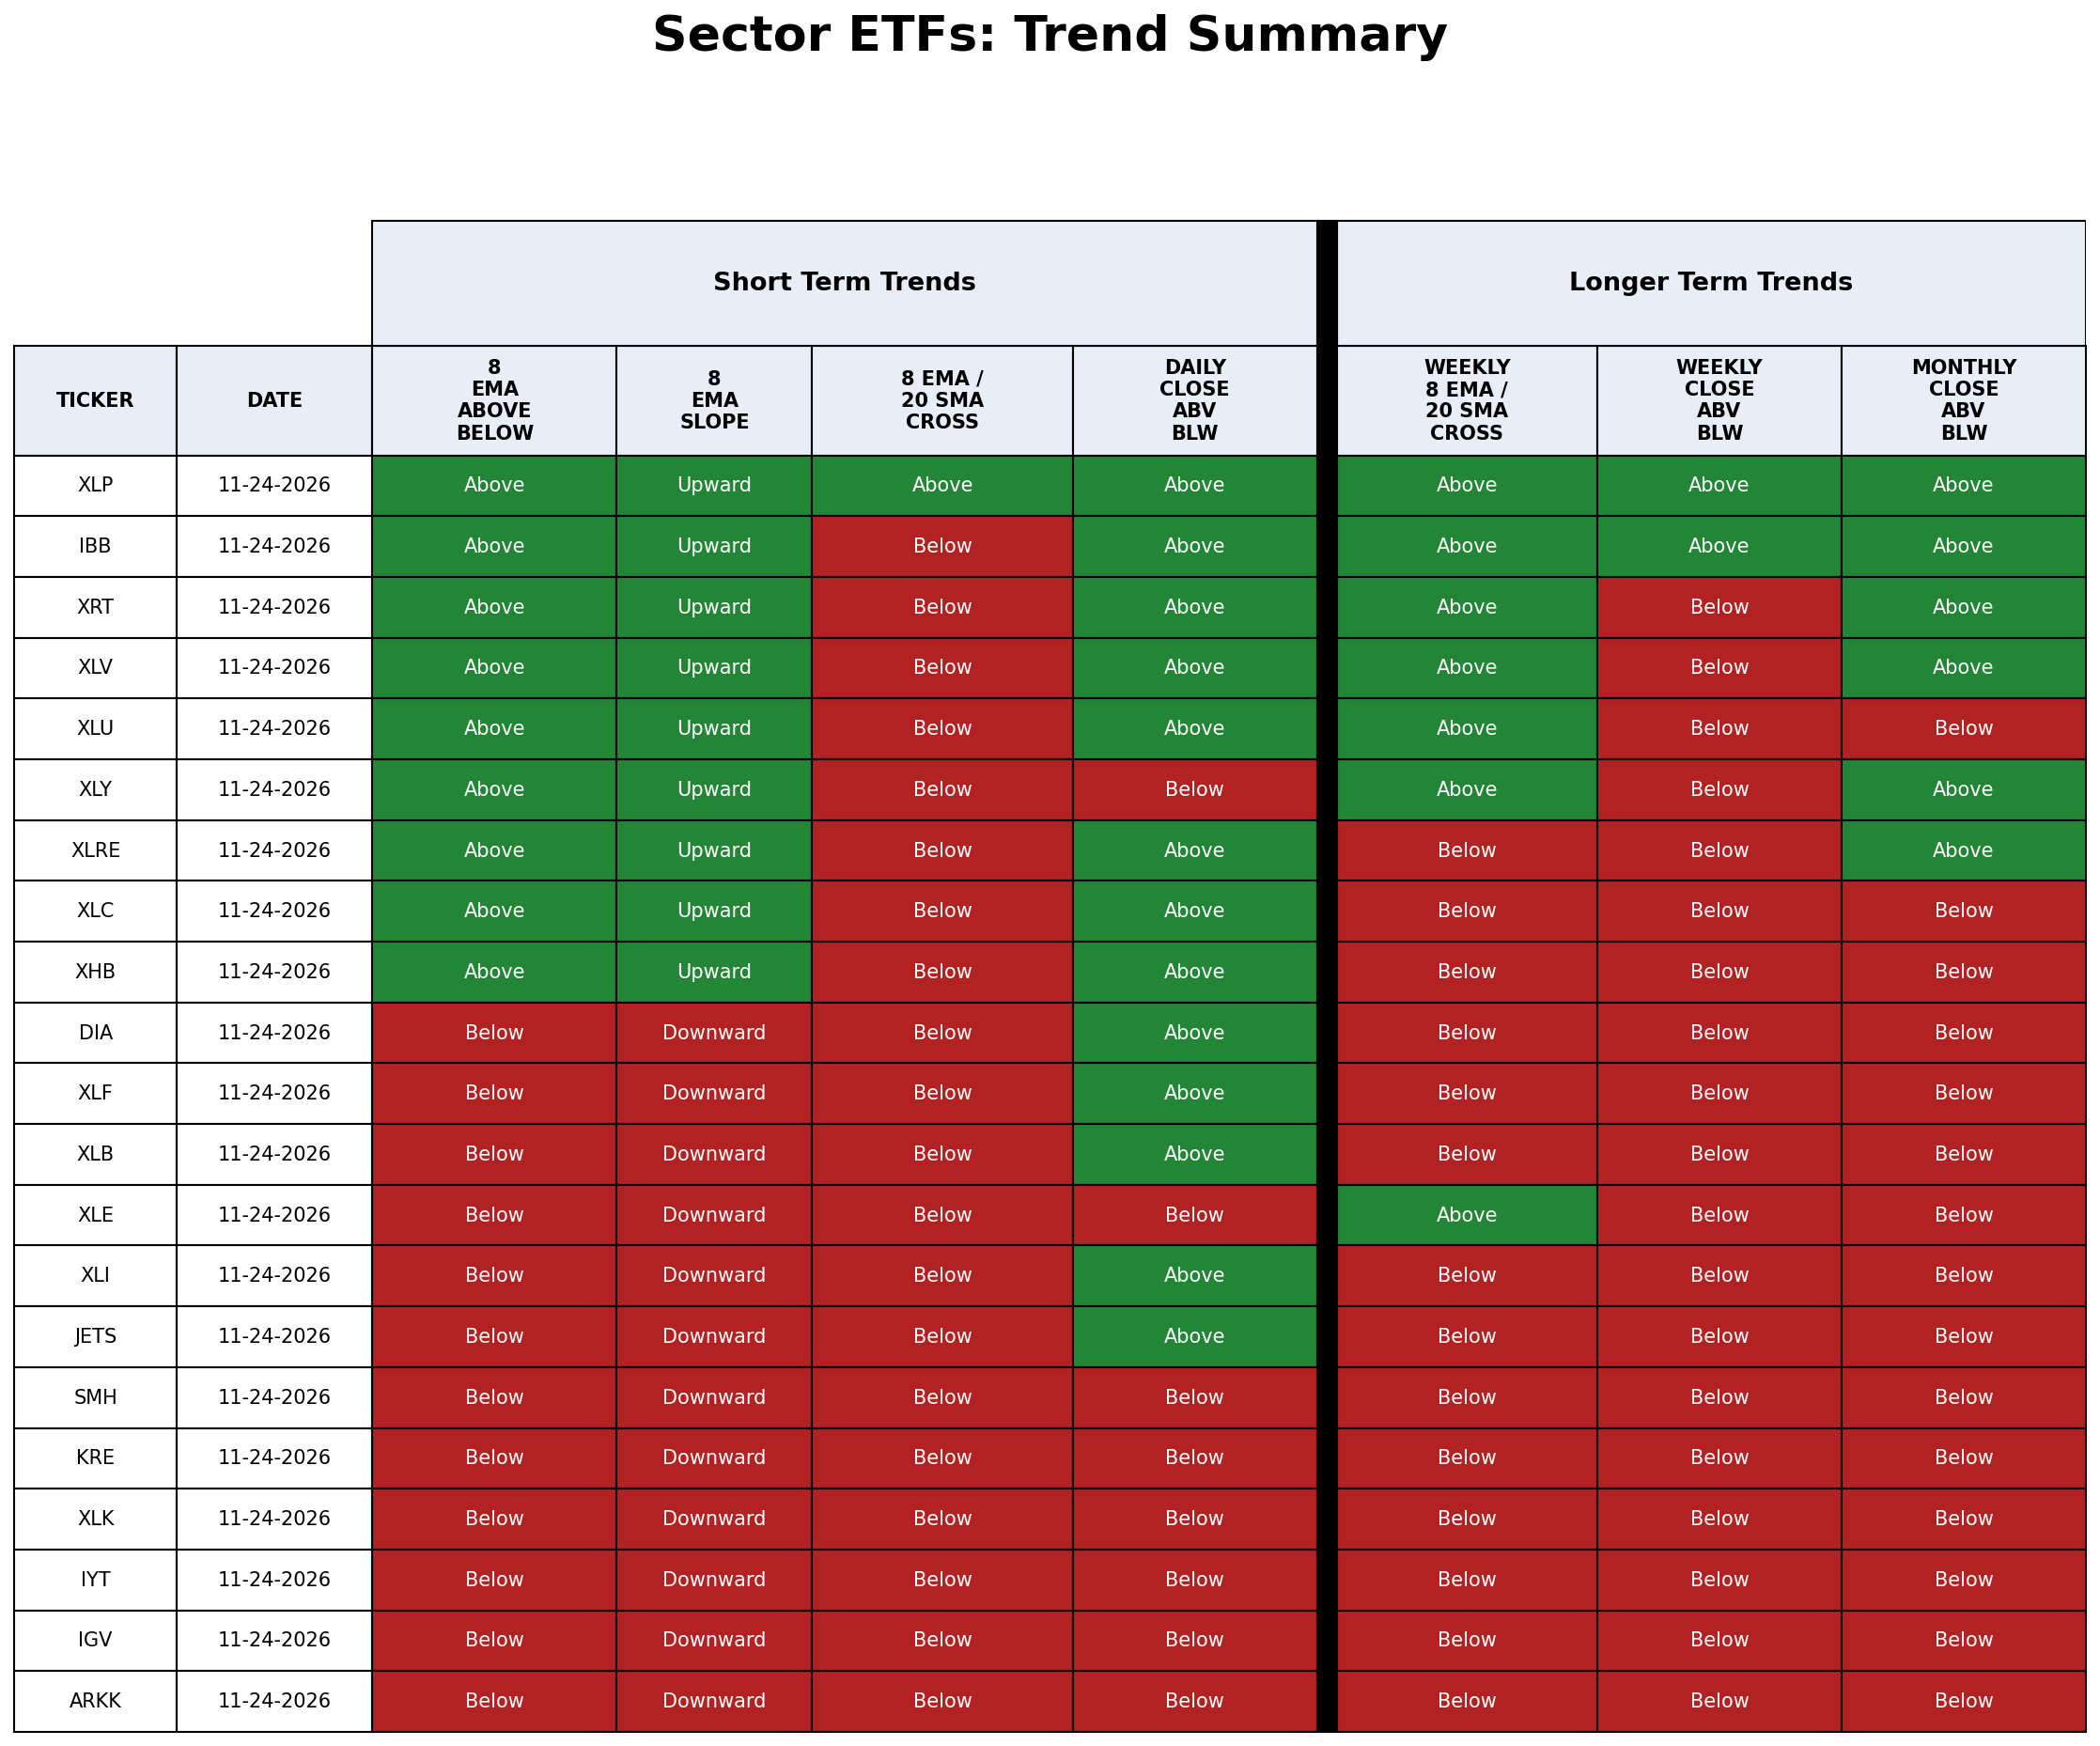 Sector ETFs: Trend Summary
Short Term Trends Longer Term Trends
TICKER DATE 8 EMA ABOVE BELOW 8 EMA SLOPE 8 EMA / 20 SMA CROSS DAILY CLOSE ABV BLW WEEKLY 8 EMA / 20 SMA CROSS WEEKLY CLOSE ABV BLW MONTHLY CLOSE ABV BLW
XLP 11-24-2026 Above Upward Above Above Above Above Above
IBB 11-24-2026 Above Upward Below Above Above Above Above
XRT 11-24-2026 Above Upward Below Above Above Below Above
XLV 11-24-2026 Above Upward Below Above Above Below Above
XLU 11-24-2026 Above Upward Below Above Above Below Below
XLY 11-24-2026 Above Upward Below Below Above Below Above
XLRE 11-24-2026 Above Upward Below Above Below Below Above
XLC 11-24-2026 Above Upward Below Above Below Below Below
XHB 11-24-2026 Above Upward Below Above Below Below Below
DIA 11-24-2026 Below Downward Below Above Below Below Below
XLF 11-24-2026 Below Downward Below Above Below Below Below
XLB 11-24-2026 Below Downward Below Above Below Below Below
XLE 11-24-2026 Below Downward Below Below Above Below Below
XLI 11-24-2026 Below Downward Below Above Below Below Below
JETS 11-24-2026 Below Downward Below Above Below Below Below
SMH 11-24-2026 Below Downward Below Below Below Below Below
KRE 11-24-2026 Below Downward Below Below Below Below Below
XLK 11-24-2026 Below Downward Below Below Below Below Below
IYT 11-24-2026 Below Downward Below Below Below Below Below
IGV 11-24-2026 Below Downward Below Below Below Below Below
ARKK 11-24-2026 Below Downward Below Below Below Below Below